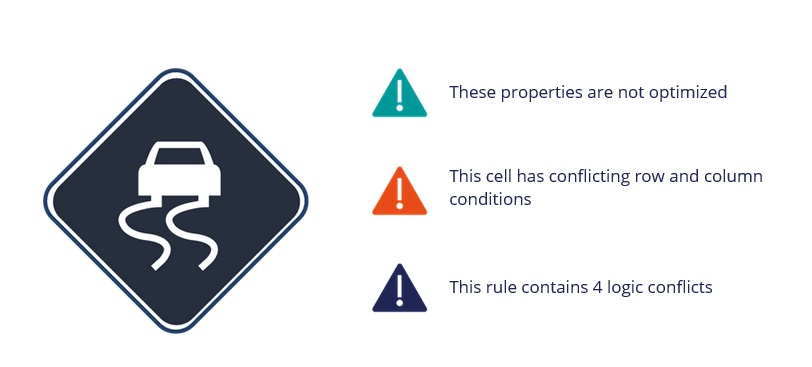 These properties are not optimized
This cell has conflicting row and column
conditions
This rule contains 4 logic conflicts